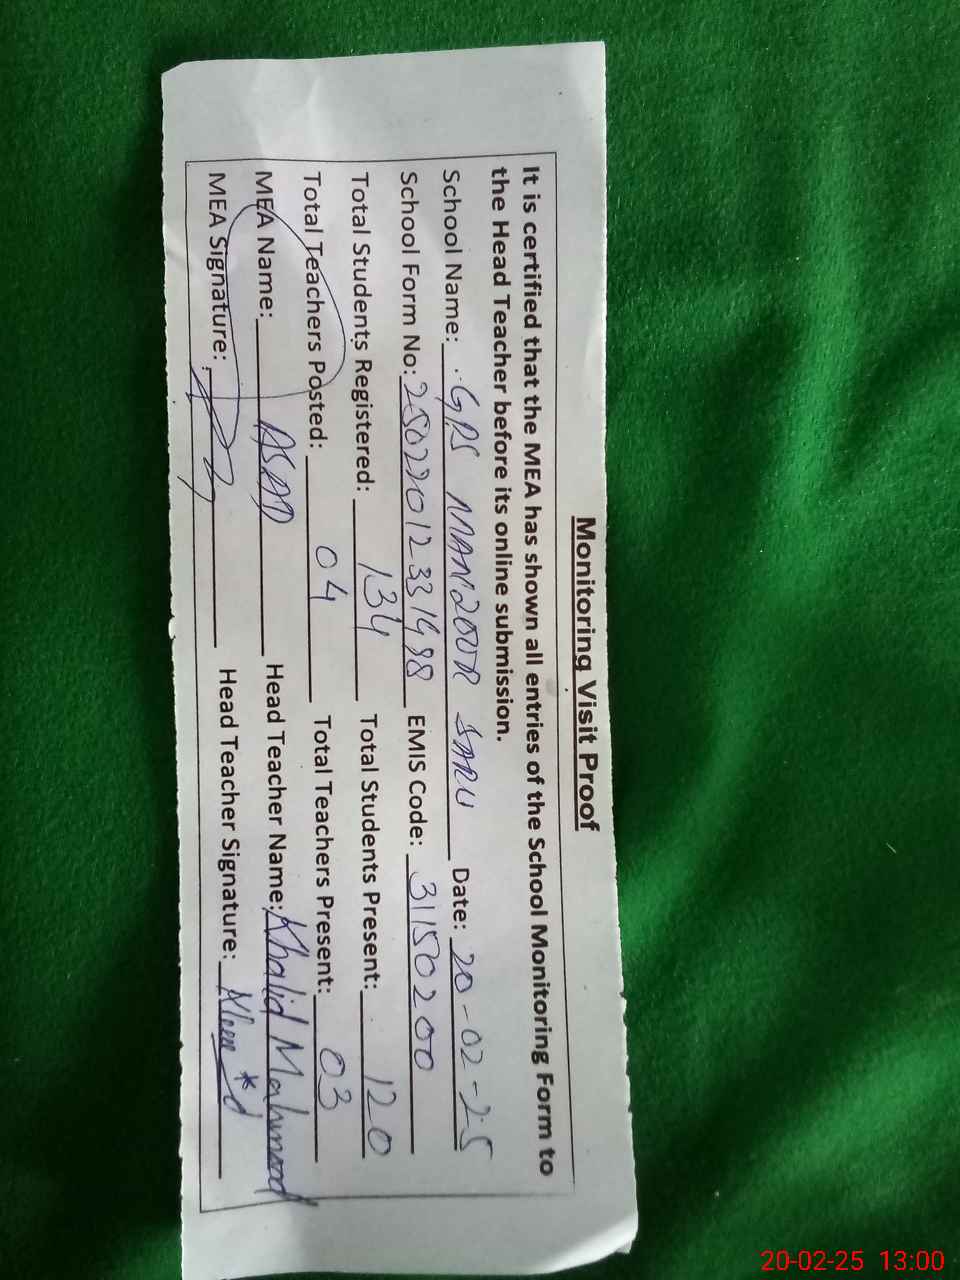 Monitoring Visit Proof
It is certified that the MEA has shown all entries of the School Monitoring Form to
the Head Teacher before its online submission.
School Name: GPS MANZOOR SARU Date: 20-02-25
School Form No: EMIS Code: 31150200
Total Students Registered: 134 Total Students Present: 120
Total Teachers Posted: 04 Total Teachers Present: 03
MEA Name: ASAD Head Teacher Name: Khalid Mahmood
MEA Signature: Head Teacher Signature:
20-02-25 13:00